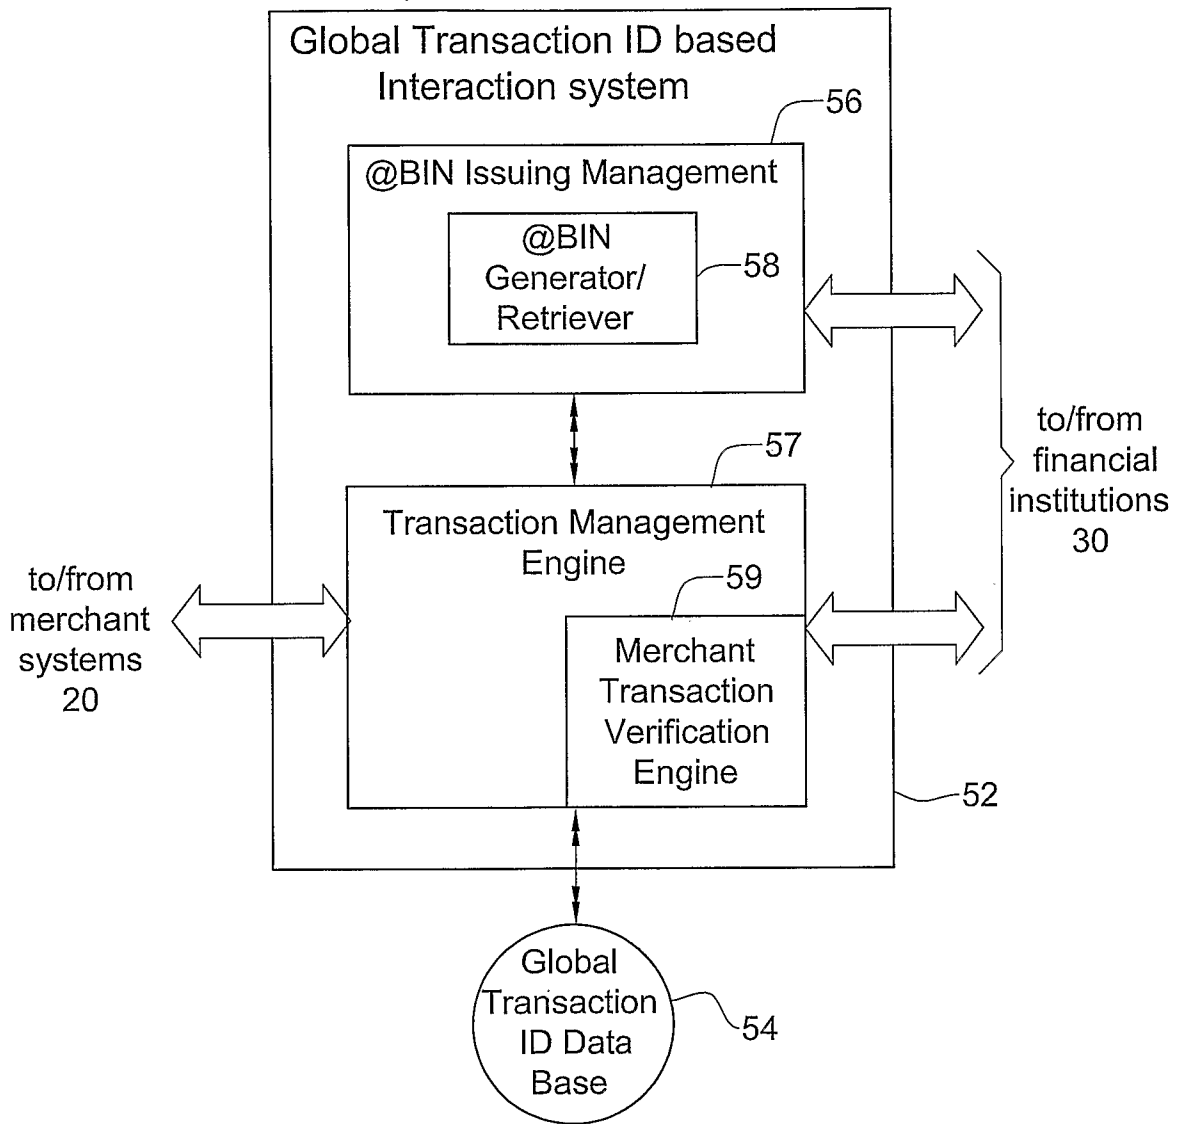 Global Transaction ID based
Interaction system
56
@BIN Issuing Management
@BIN
Generator/
Retriever
58
to/from
financial
institutions
30
57
Transaction Management
Engine
59
Merchant
Transaction
Verification
Engine
to/from
merchant
systems
20
52
Global
Transaction
ID Data
Base
54